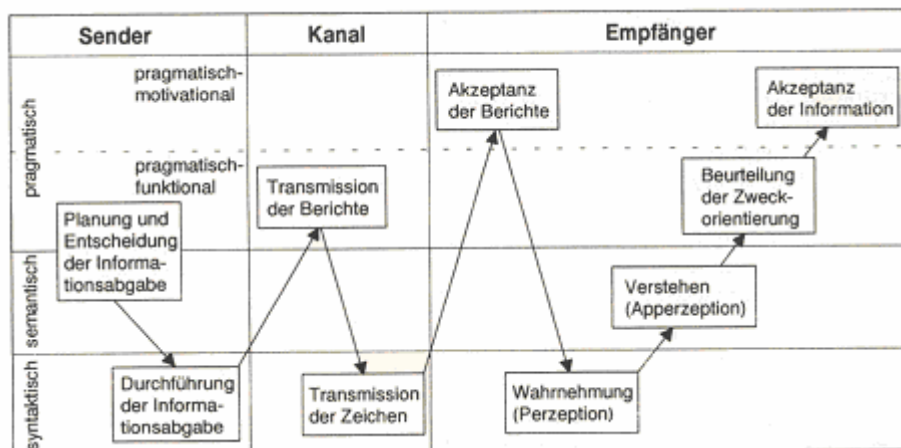 Sender
Kanal
Empfänger
pragmatisch
pragmatisch-
motivational
pragmatisch-
funktional
Planung und
Entscheidung
der Informa-
tionsabgabe
Transmission
der Berichte
Akzeptanz
der Berichte
Akzeptanz
der Information
Beurteilung
der Zweck-
orientierung
semantisch
Verstehen
(Apperzeption)
syntaktisch
Durchführung
der Informa-
tionsabgabe
Transmission
der Zeichen
Wahrnehmung
(Perzeption)